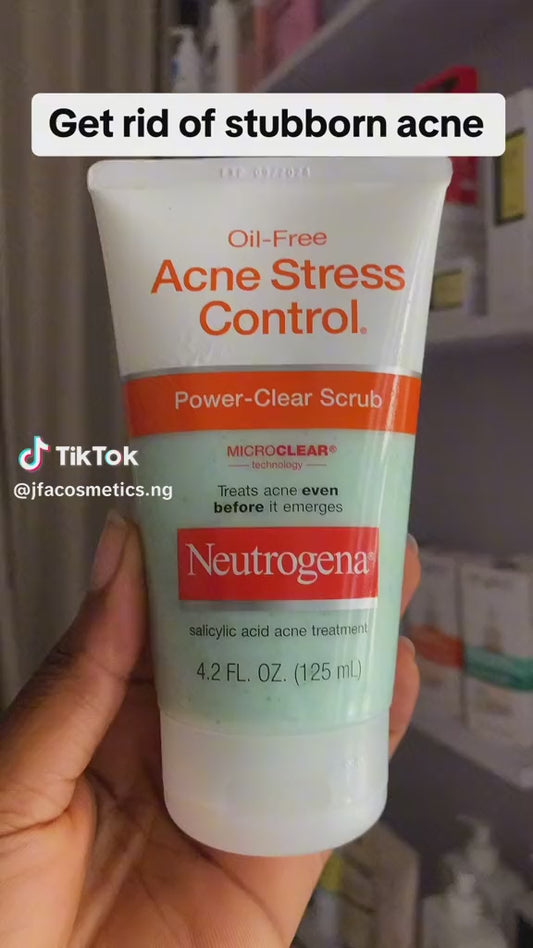 Get rid of stubborn acne
Oil-Free
Acne Stress
Control®
Power-Clear Scrub
MICROCLEAR®
technology
TikTok
@jfacosmetics.ng
Treats acne even
before it emerges
Neutrogena®
salicylic acid acne treatment
4.2 FL. OZ. (125 mL)